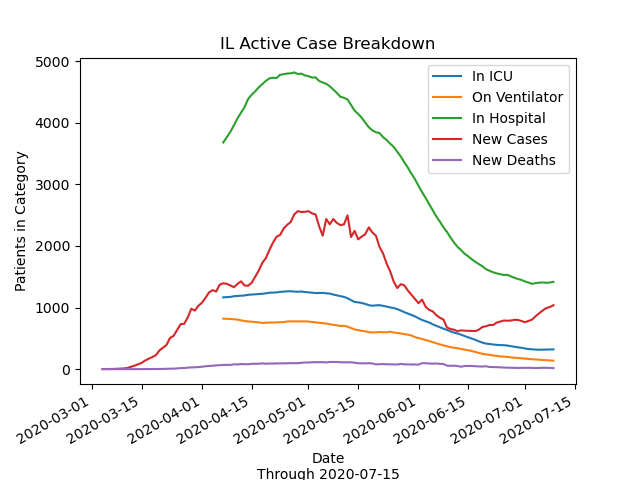 IL Active Case Breakdown
5000
4000
3000
2000
1000
0
Patients in Category
In ICU
On Ventilator
In Hospital
New Cases
New Deaths
2020-03-01
2020-03-15
2020-04-01
2020-04-15
2020-05-01
2020-05-15
2020-06-01
2020-06-15
2020-07-01
2020-07-15
Date
Through 2020-07-15